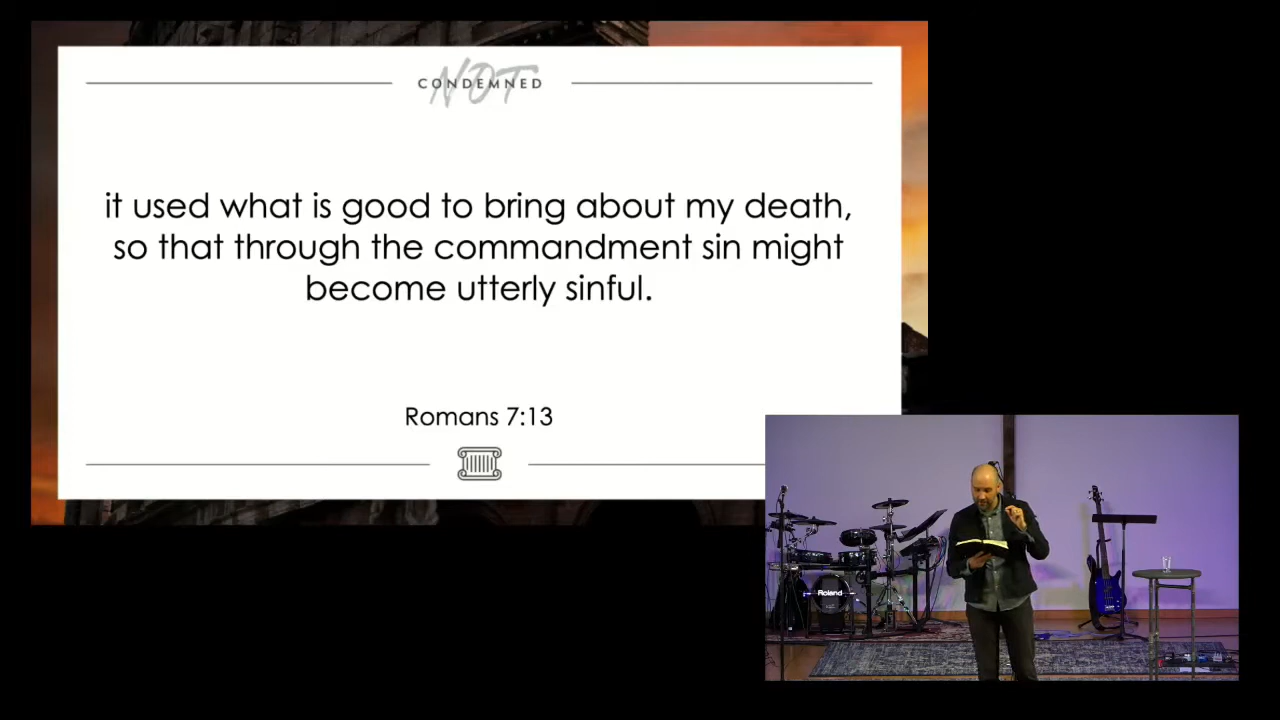 NOT
CONDEMNED
it used what is good to bring about my death,
so that through the commandment sin might
become utterly sinful.
Romans 7:13
Roland